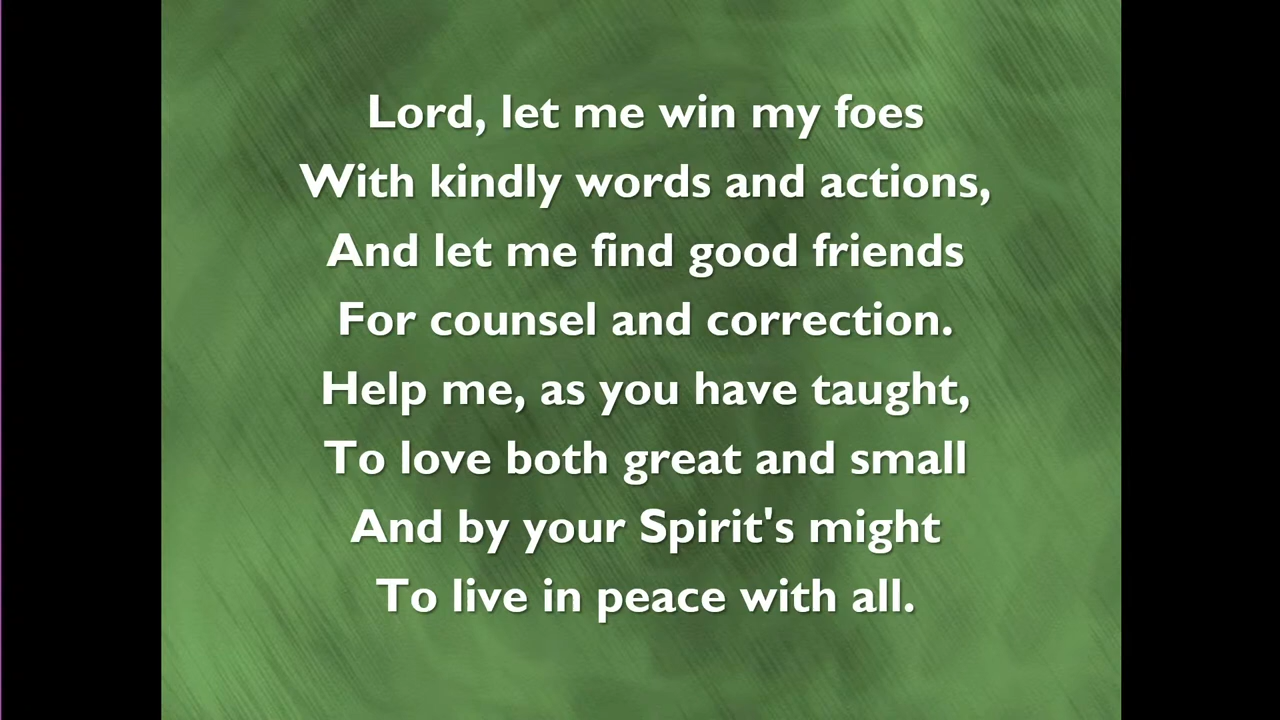 Lord, let me win my foes
With kindly words and actions,
And let me find good friends
For counsel and correction.
Help me, as you have taught,
To love both great and small
And by your Spirit's might
To live in peace with all.